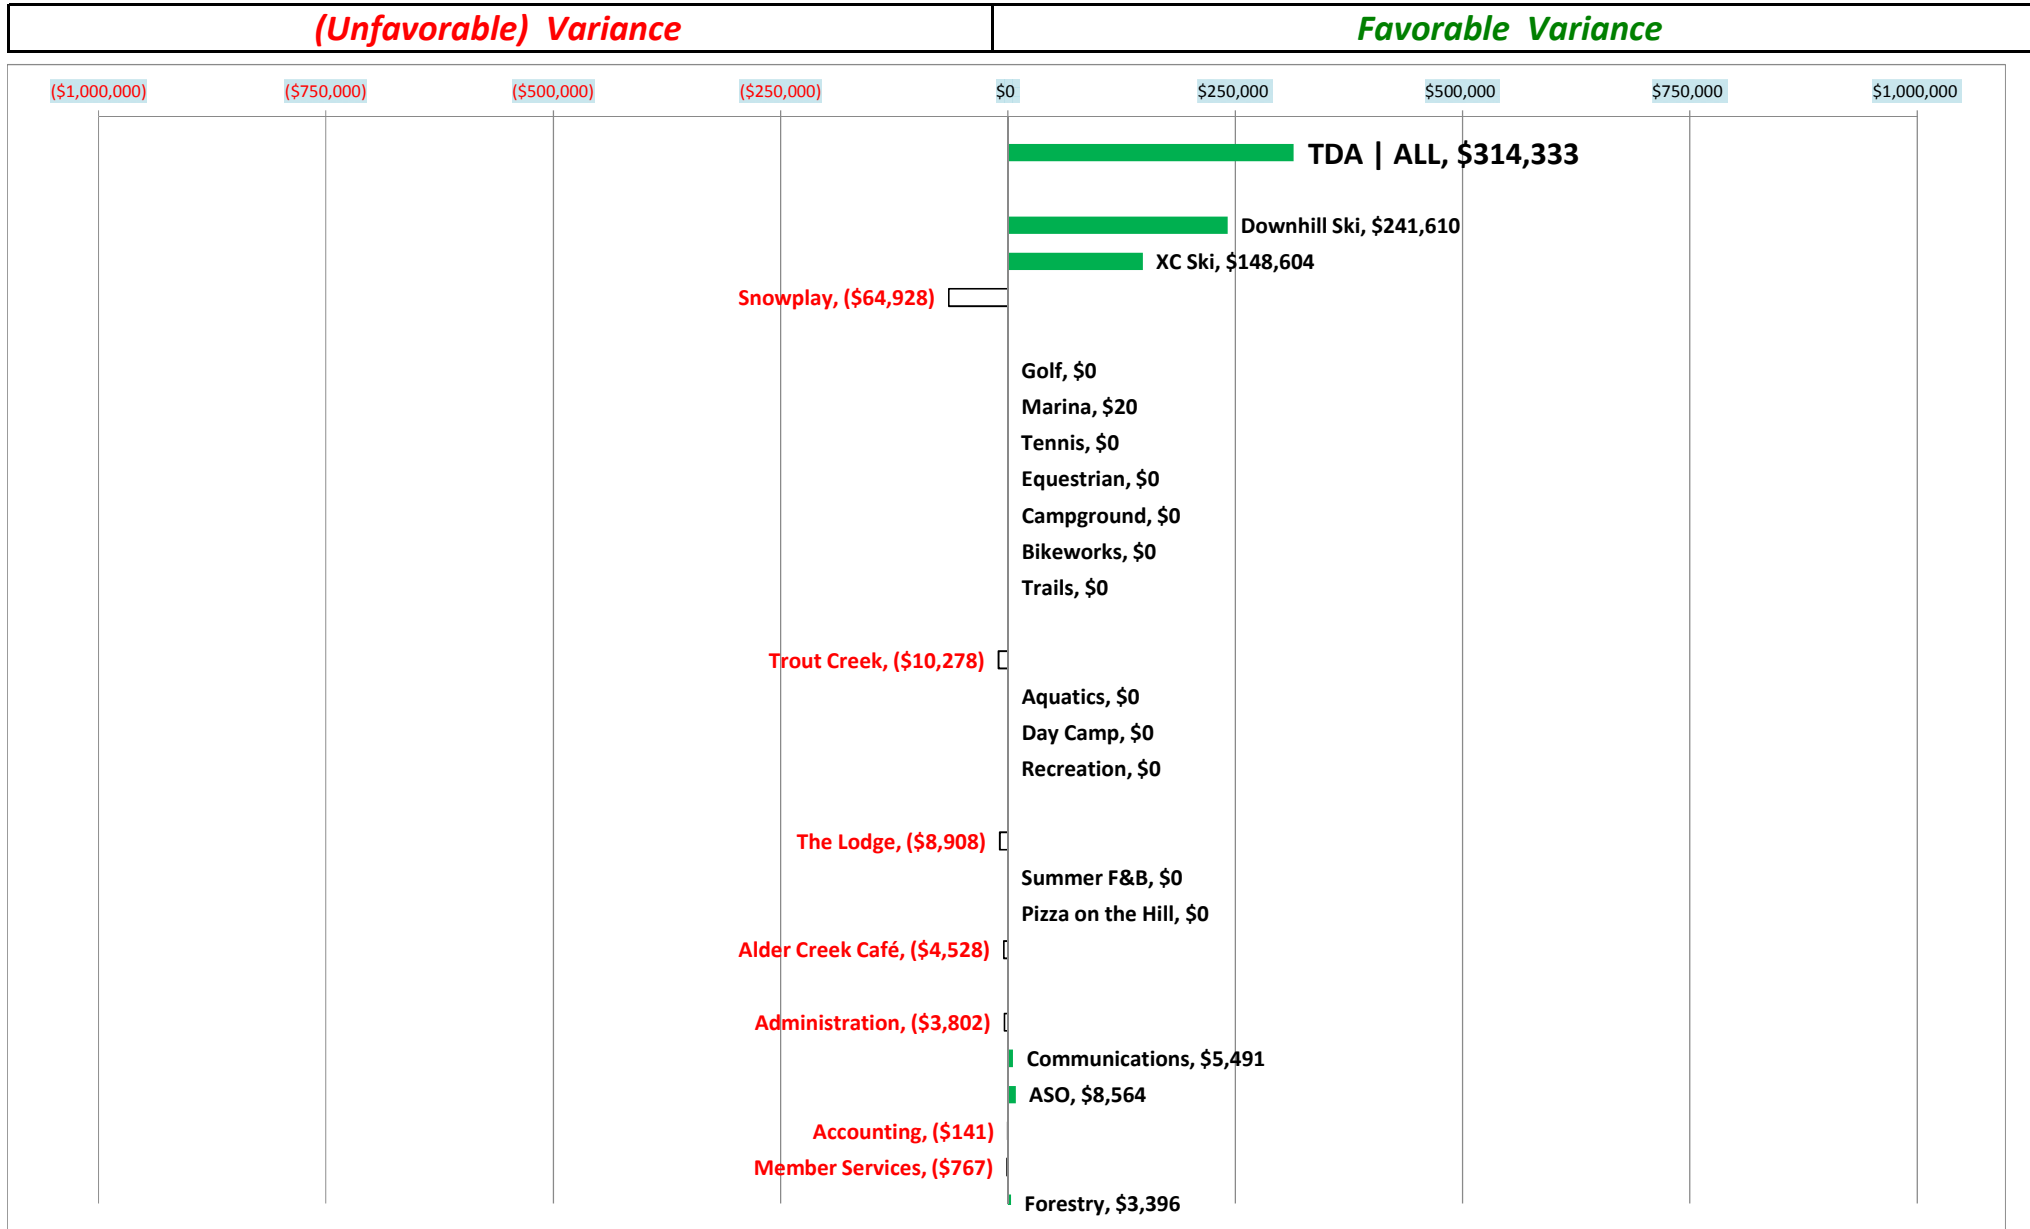 (Unfavorable) Variance
Favorable Variance
($1,000,000) ($750,000) ($500,000) ($250,000) $0 $250,000 $500,000 $750,000 $1,000,000
TDA | ALL, $314,333
Downhill Ski, $241,610
XC Ski, $148,604
Snowplay, ($64,928)
Golf, $0
Marina, $20
Tennis, $0
Equestrian, $0
Campground, $0
Bikeworks, $0
Trails, $0
Trout Creek, ($10,278)
Aquatics, $0
Day Camp, $0
Recreation, $0
The Lodge, ($8,908)
Summer F&B, $0
Pizza on the Hill, $0
Alder Creek Café, ($4,528)
Administration, ($3,802)
Communications, $5,491
ASO, $8,564
Accounting, ($141)
Member Services, ($767)
Forestry, $3,396